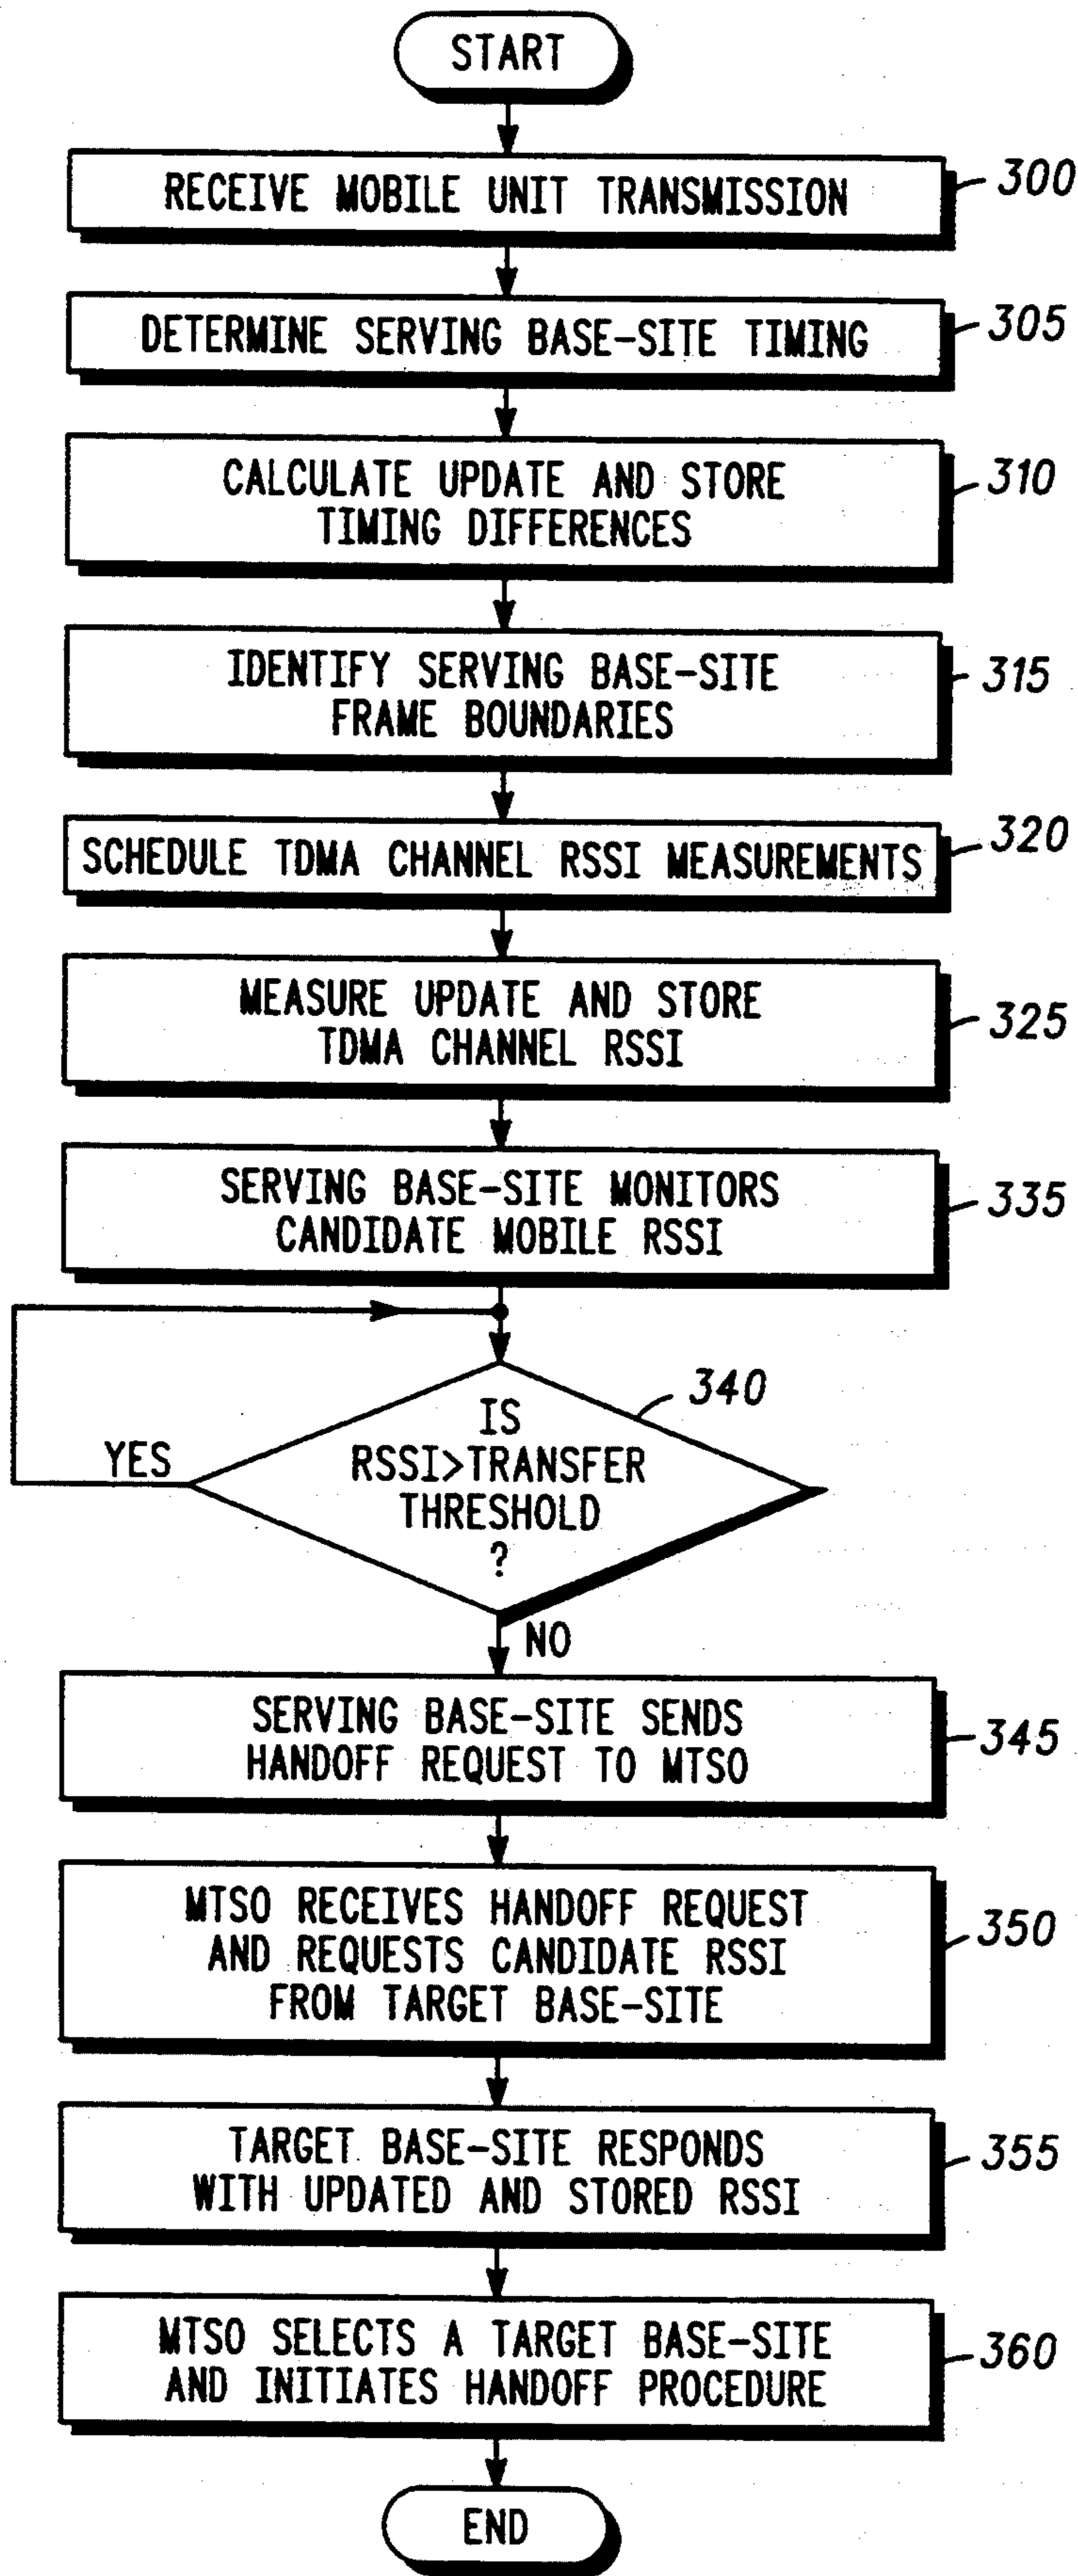 START
RECEIVE MOBILE UNIT TRANSMISSION
300
DETERMINE SERVING BASE-SITE TIMING
305
CALCULATE UPDATE AND STORE
TIMING DIFFERENCES
310
IDENTIFY SERVING BASE-SITE
FRAME BOUNDARIES
315
SCHEDULE TDMA CHANNEL RSSI MEASUREMENTS
320
MEASURE UPDATE AND STORE
TDMA CHANNEL RSSI
325
SERVING BASE-SITE MONITORS
CANDIDATE MOBILE RSSI
335
340
IS
RSSI>TRANSFER
THRESHOLD
?
YES
NO
SERVING BASE-SITE SENDS
HANDOFF REQUEST TO MTSO
345
MTSO RECEIVES HANDOFF REQUEST
AND REQUESTS CANDIDATE RSSI
FROM TARGET BASE-SITE
350
TARGET BASE-SITE RESPONDS
WITH UPDATED AND STORED RSSI
355
MTSO SELECTS A TARGET BASE-SITE
AND INITIATES HANDOFF PROCEDURE
360
END